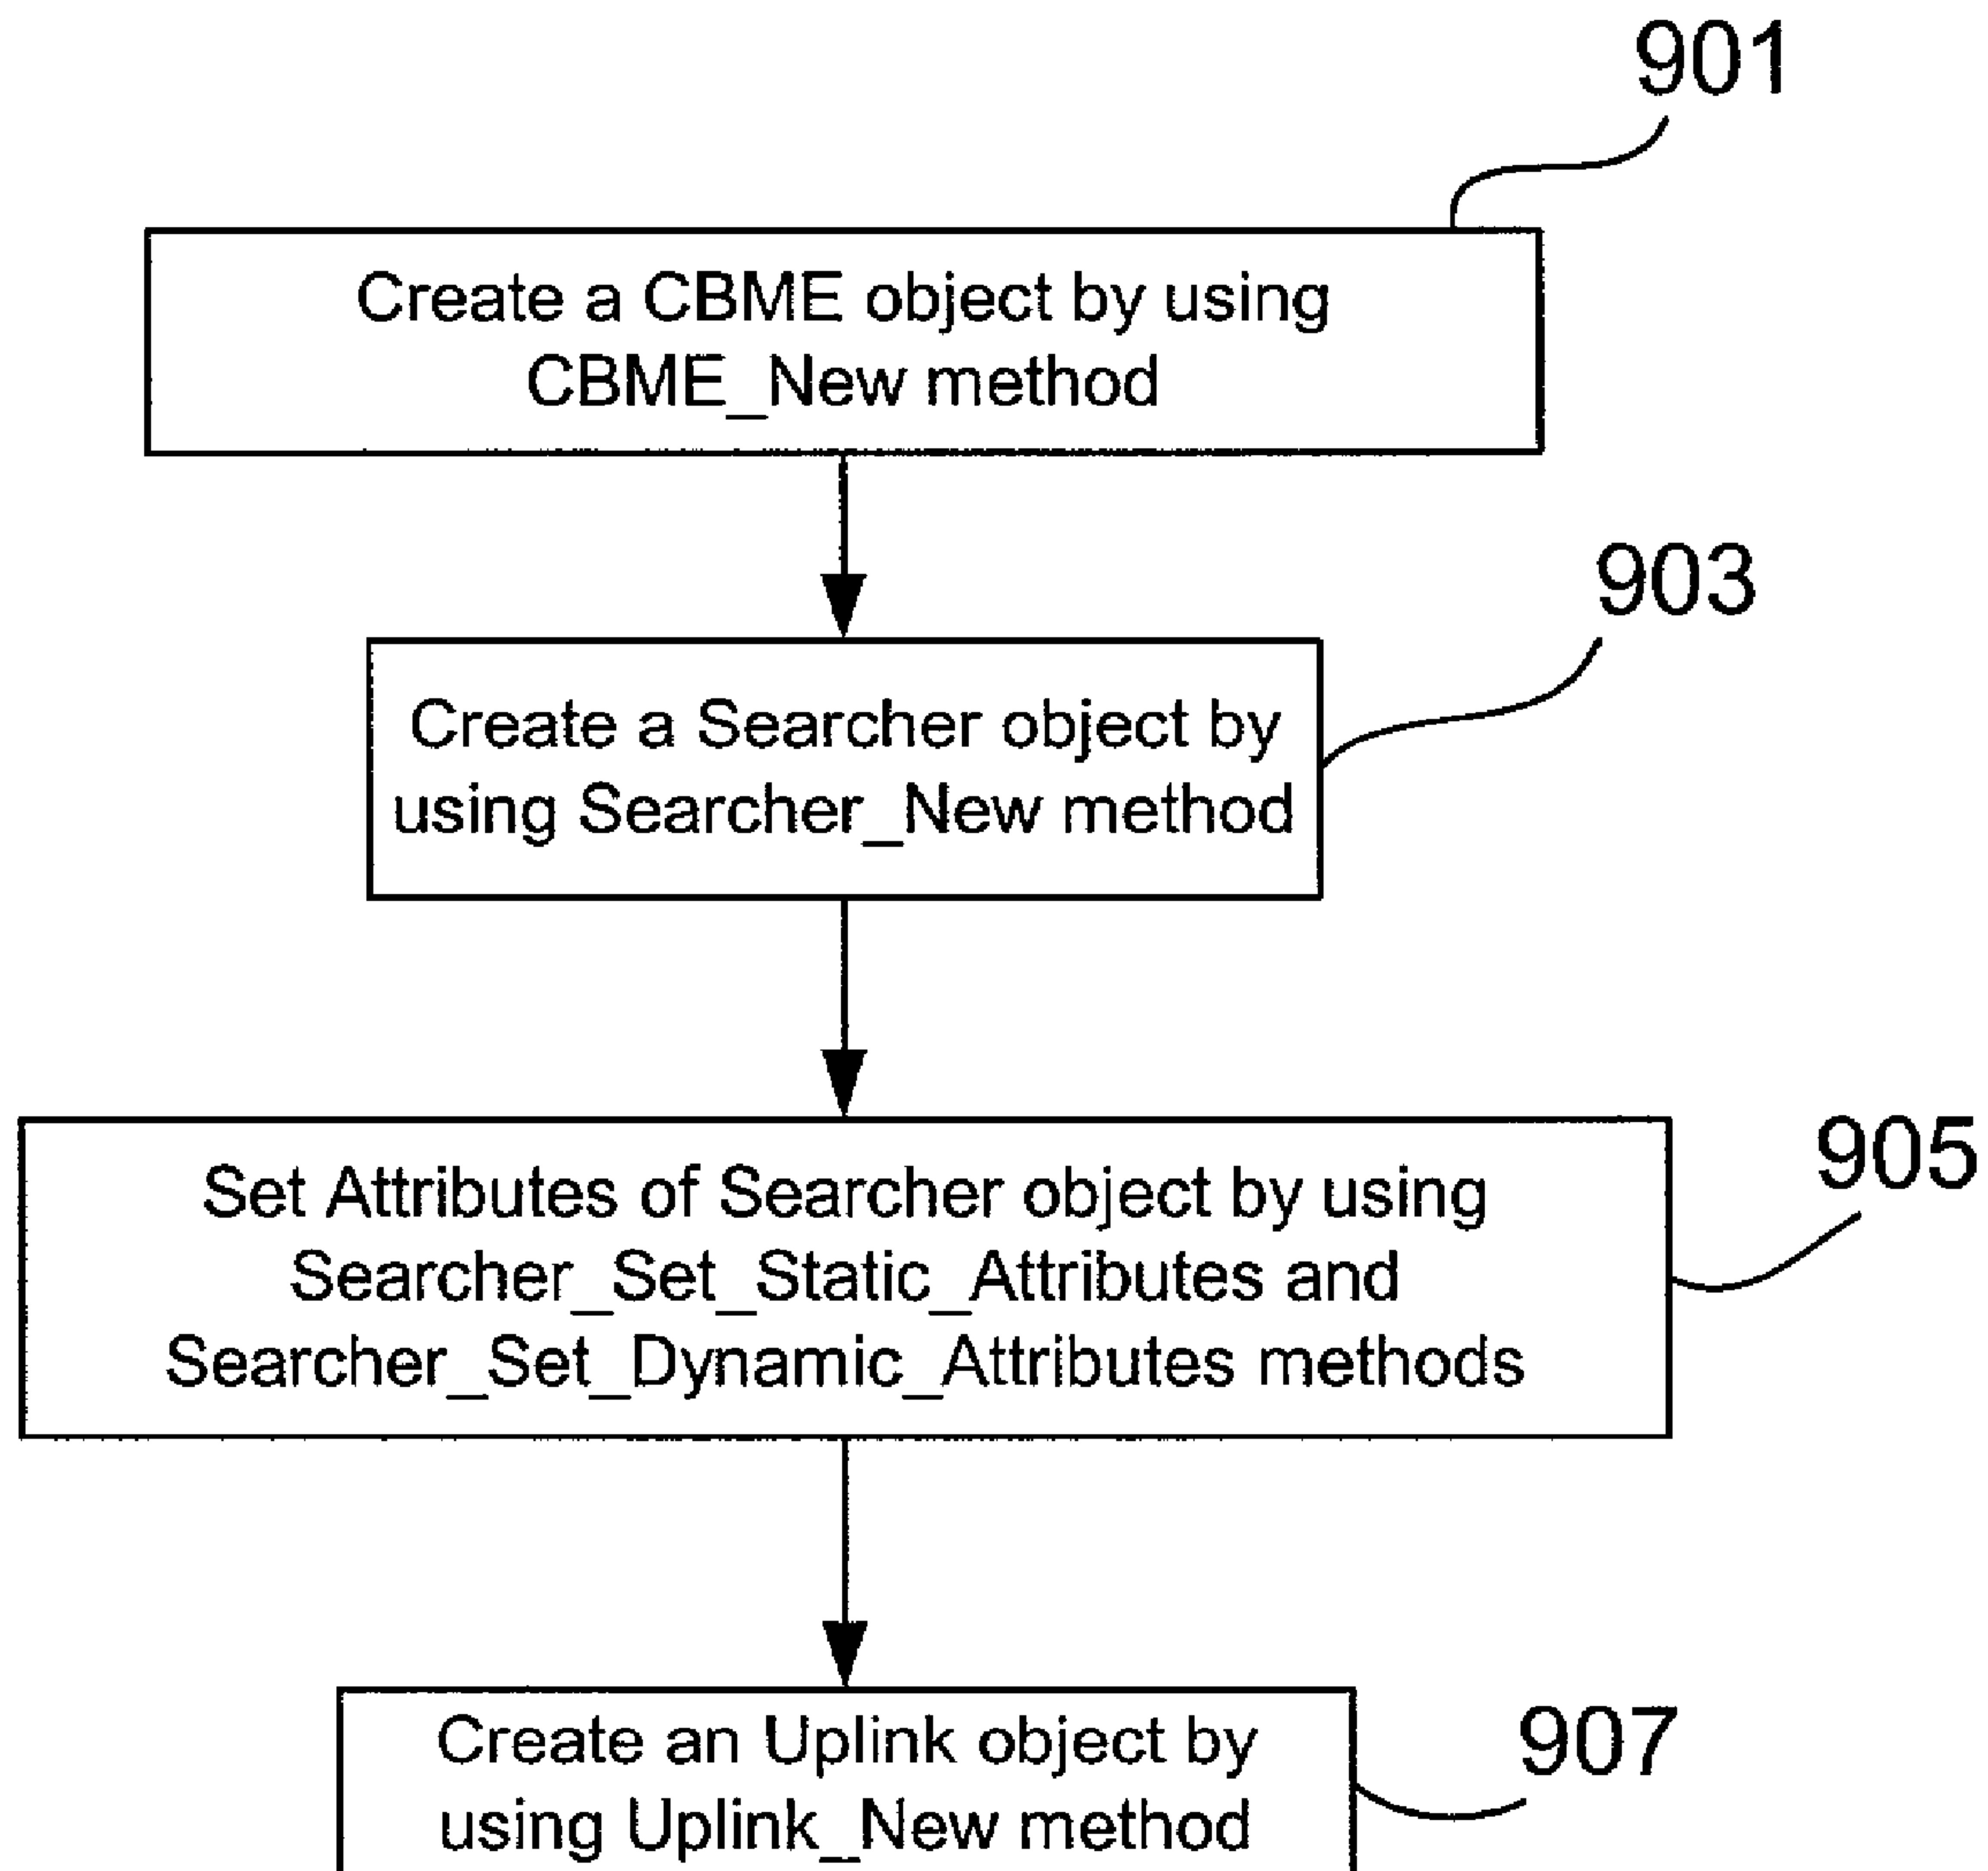 901
Create a CBME object by using
CBME_New method
903
Create a Searcher object by
using Searcher_New method
905
Set Attributes of Searcher object by using
Searcher_Set_Static_Attributes and
Searcher_Set_Dynamic_Attributes methods
907
Create an Uplink object by
using Uplink_New method